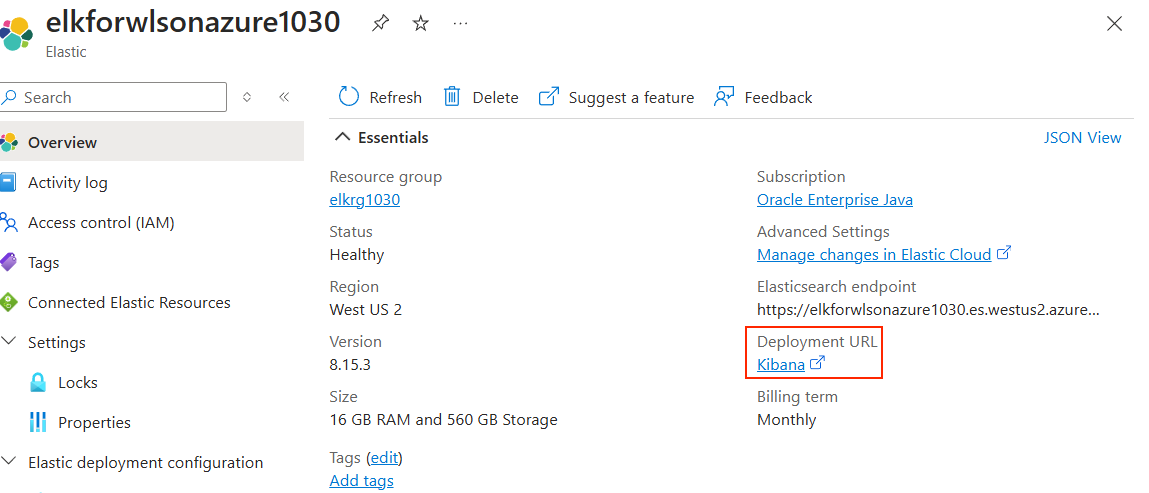 elkforwlsonazure1030
Elastic
Search
Refresh
Delete
Suggest a feature
Feedback
Overview
Activity log
Access control (IAM)
Tags
Connected Elastic Resources
Settings
Locks
Properties
Elastic deployment configuration
Essentials
JSON View
Resource group
elkrg1030
Status
Healthy
Region
West US 2
Version
8.15.3
Size
16 GB RAM and 560 GB Storage
Tags (edit)
Add tags
Subscription
Oracle Enterprise Java
Advanced Settings
Manage changes in Elastic Cloud
Elasticsearch endpoint
https://elkforwlsonazure1030.es.westus2.azure...
Deployment URL
Kibana
Billing term
Monthly